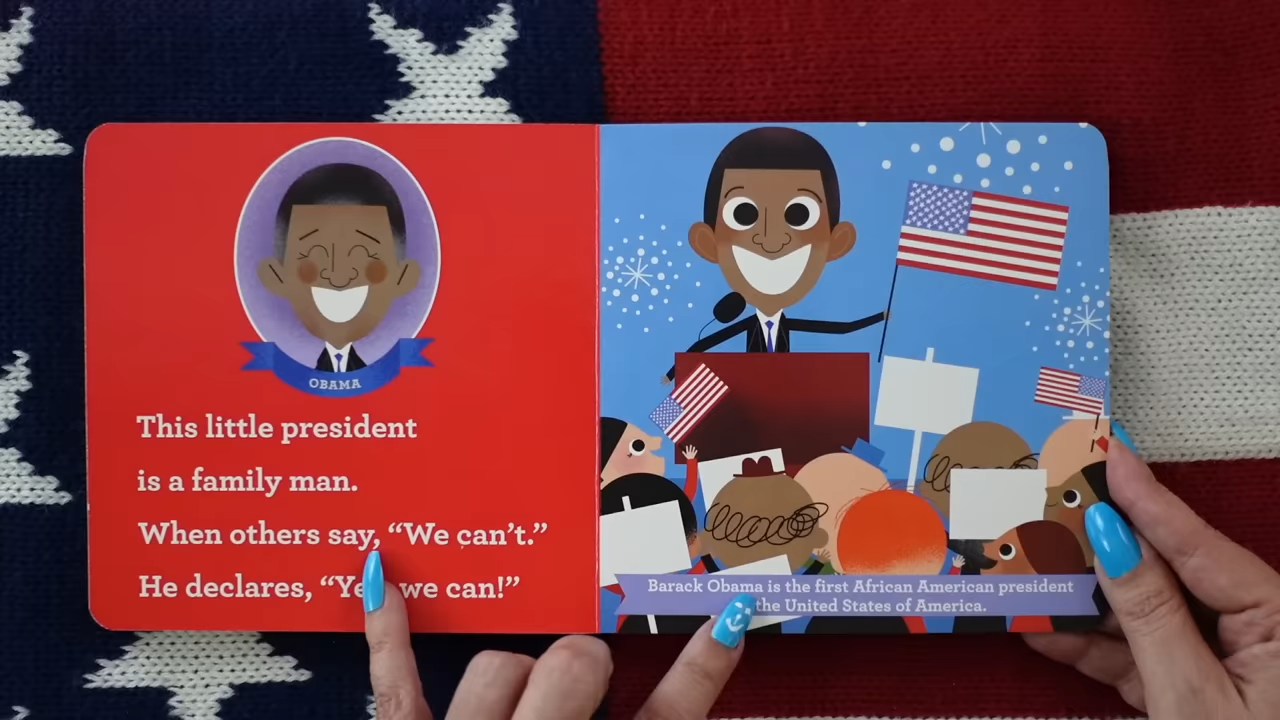 OBAMA
This little president
is a family man.
When others say, “We can’t.”
He declares, “Yes we can!”
Barack Obama is the first African American president
the United States of America.